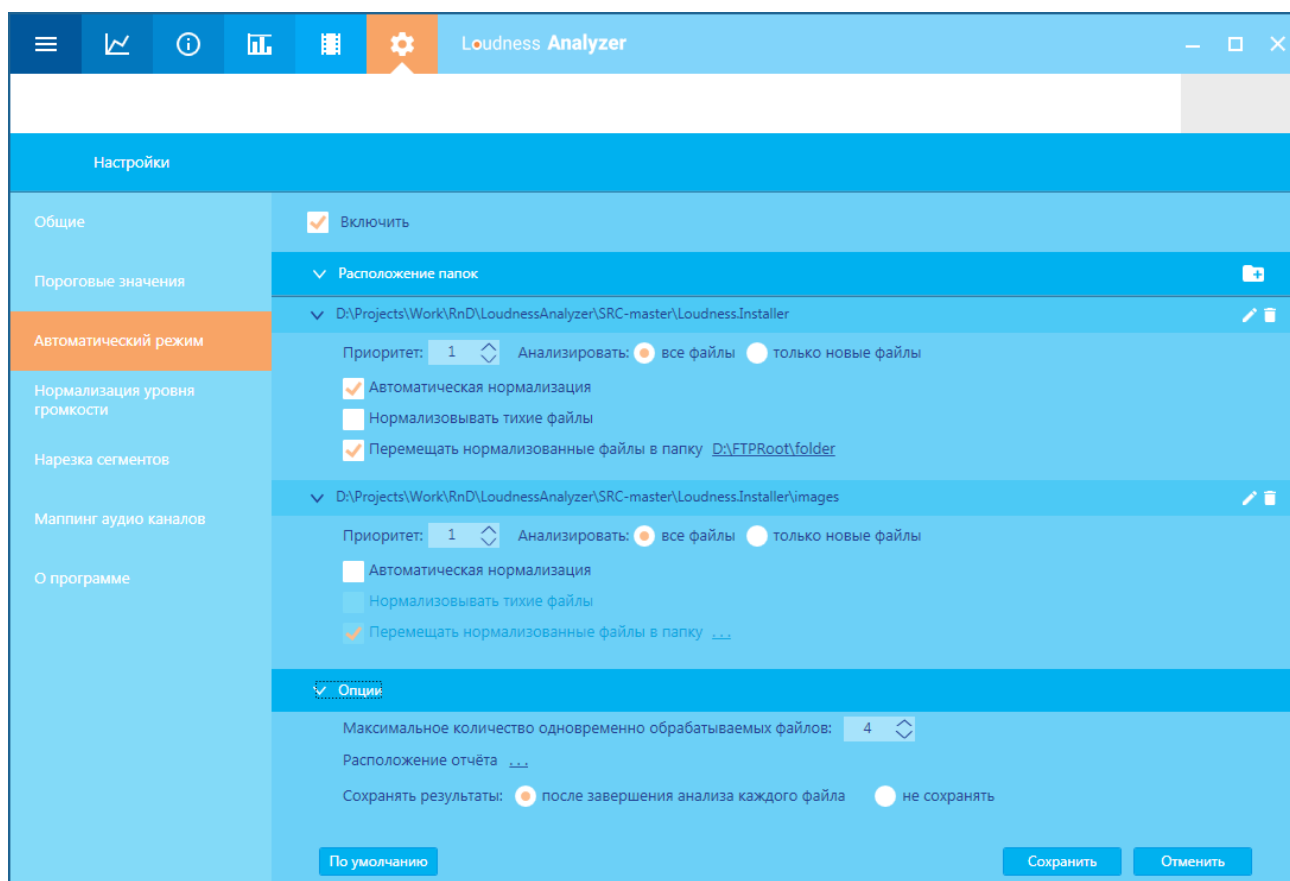 Loudness Analyzer
Настройки
Общие
Пороговые значения
Автоматический режим
Нормализация уровня
громкости
Нарезка сегментов
Маппинг аудио каналов
О программе
Включить
Расположение папок
D:\Projects\Work\RnD\LoudnessAnalyzer\SRC-master\Loudness.Installer
Приоритет: 1 Анализировать: все файлы только новые файлы
Автоматическая нормализация
Нормализовывать тихие файлы
Перемещать нормализованные файлы в папку D:\FTPRoot\folder
D:\Projects\Work\RnD\LoudnessAnalyzer\SRC-master\Loudness.Installer\images
Приоритет: 1 Анализировать: все файлы только новые файлы
Автоматическая нормализация
Нормализовывать тихие файлы
Перемещать нормализованные файлы в папку ...
Опции
Максимальное количество одновременно обрабатываемых файлов: 4
Расположение отчёта ...
Сохранять результаты: после завершения анализа каждого файла не сохранять
По умолчанию Сохранить Отменить